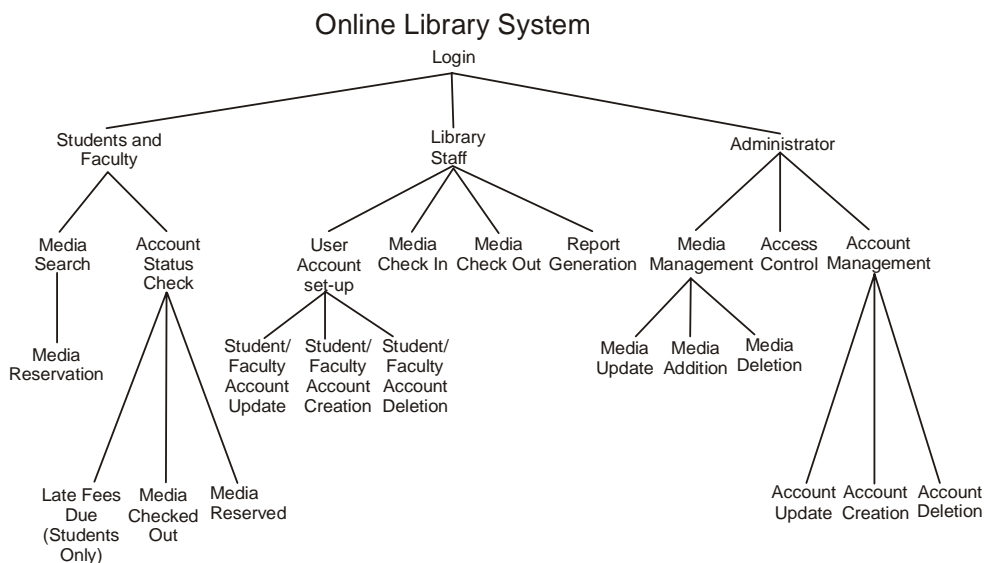 Online Library System
Login
Students and
Faculty
Library
Staff
Administrator
Media
Search
Account
Status
Check
User
Account
set-up
Media
Check In
Media
Check Out
Report
Generation
Media
Management
Access
Control
Account
Management
Media
Reservation
Student/
Faculty
Account
Update
Student/
Faculty
Account
Creation
Student/
Faculty
Account
Deletion
Media
Update
Media
Addition
Media
Deletion
Late Fees
Due
(Students
Only)
Media
Checked
Out
Media
Reserved
Account
Update
Account
Creation
Account
Deletion